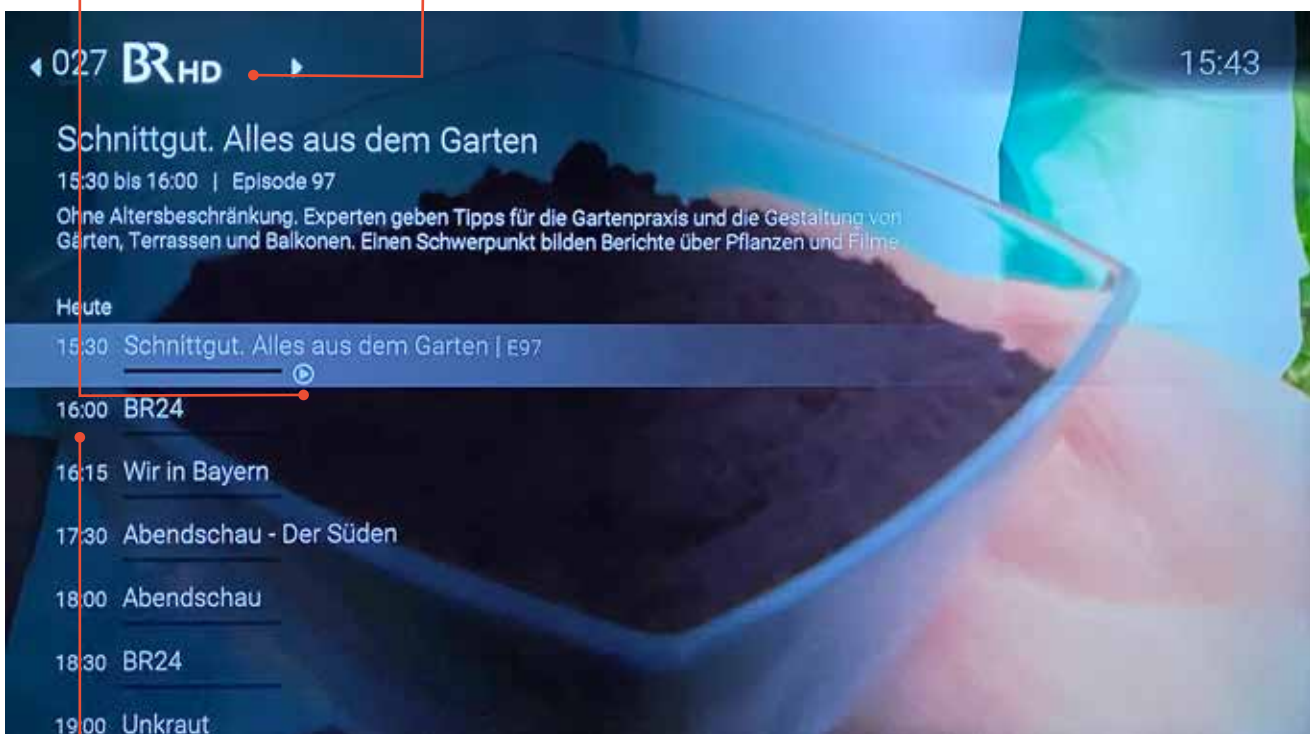 027 BR HD
15:43
Schnittgut. Alles aus dem Garten
15:30 bis 16:00 | Episode 97
Ohne Altersbeschränkung. Experten geben Tipps für die Gartenpraxis und die Gestaltung von
Gärten, Terrassen und Balkonen. Einen Schwerpunkt bilden Berichte über Pflanzen und Filme
Heute
15:30 Schnittgut. Alles aus dem Garten | E97
16:00 BR24
16:15 Wir in Bayern
17:30 Abendschau - Der Süden
18:00 Abendschau
18:30 BR24
19:00 Unkraut